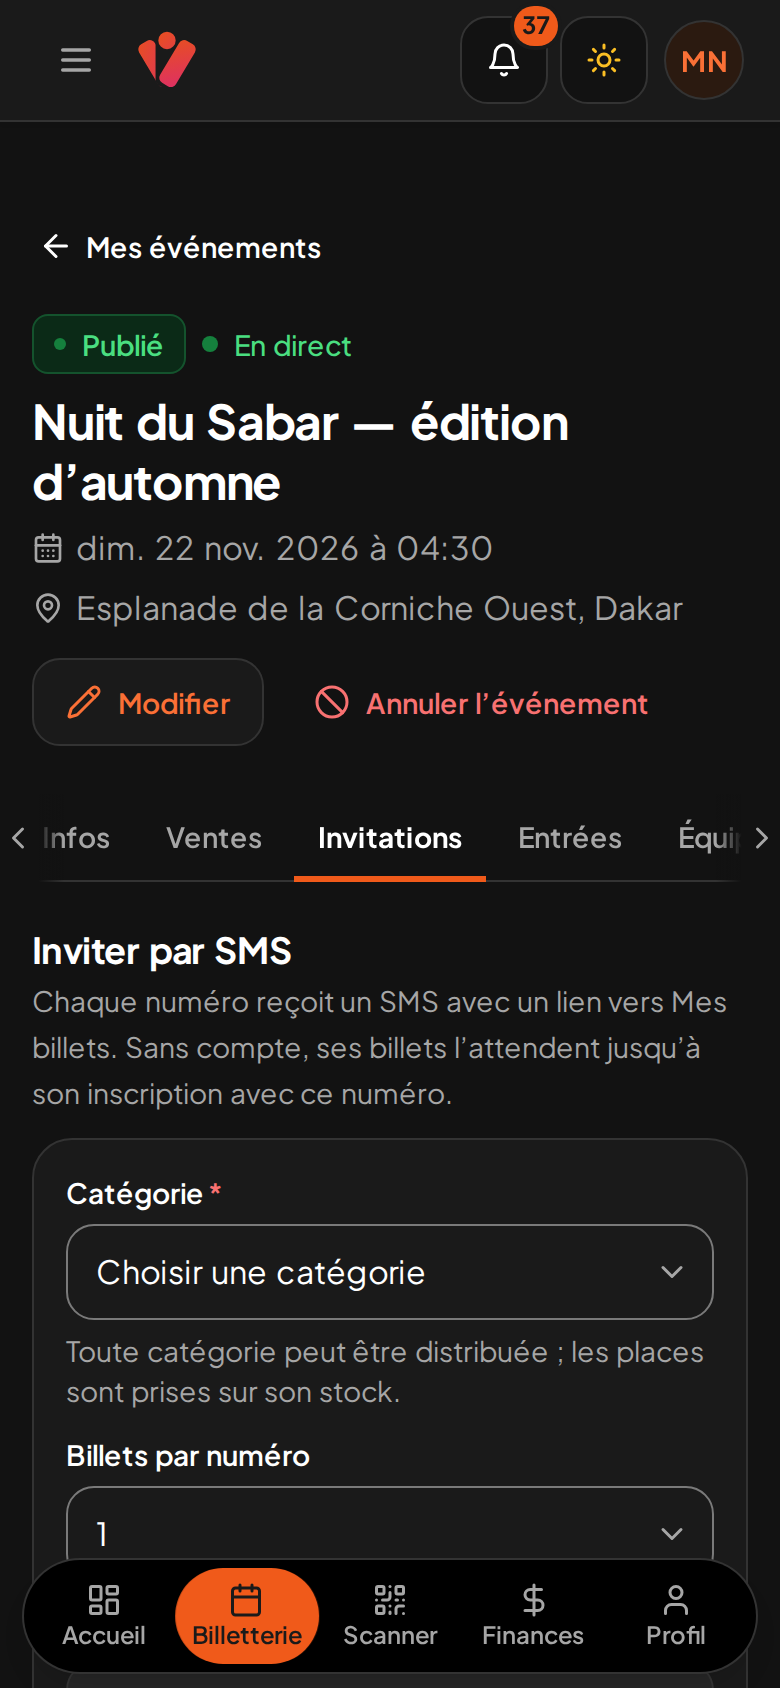 37
MN
Mes événements
Publié
En direct
Nuit du Sabar — édition
d’automne
dim. 22 nov. 2026 à 04:30
Esplanade de la Corniche Ouest, Dakar
Modifier
Annuler l’événement
Infos Ventes Invitations Entrées Équip
Inviter par SMS
Chaque numéro reçoit un SMS avec un lien vers Mes
billets. Sans compte, ses billets l’attendent jusqu’à
son inscription avec ce numéro.
Catégorie *
Choisir une catégorie
Toute catégorie peut être distribuée ; les places
sont prises sur son stock.
Billets par numéro
1
Accueil Billetterie Scanner Finances Profil